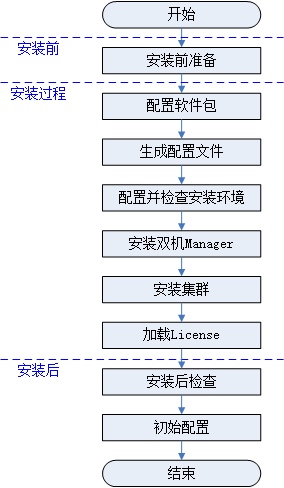 开始
安装前
安装前准备
安装过程
配置软件包
生成配置文件
配置并检查安装环境
安装双机Manager
安装集群
加载License
安装后
安装后检查
初始配置
结束